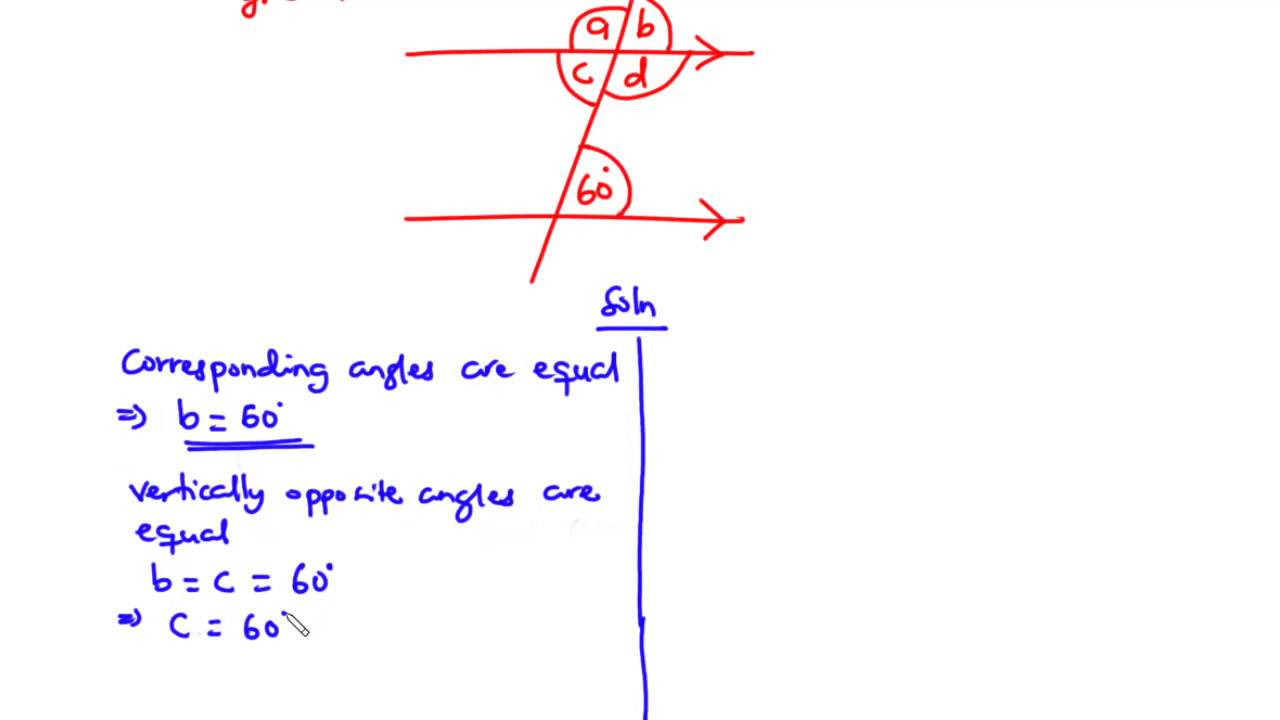 a b
c d
60°
Soln
Corresponding angles are equal
=> b = 60°
Vertically opposite angles are
equal
b = c = 60°
=> C = 60°